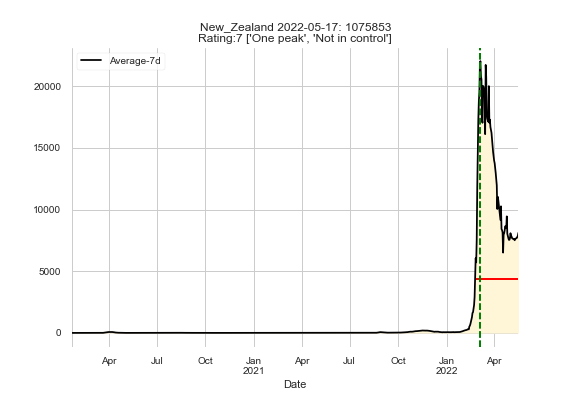 New_Zealand 2022-05-17: 1075853
Rating:7 ['One peak', 'Not in control']
Average-7d
20000
15000
10000
5000
0
Apr Jul Oct Jan Apr Jul Oct Jan Apr
2021 2022
Date